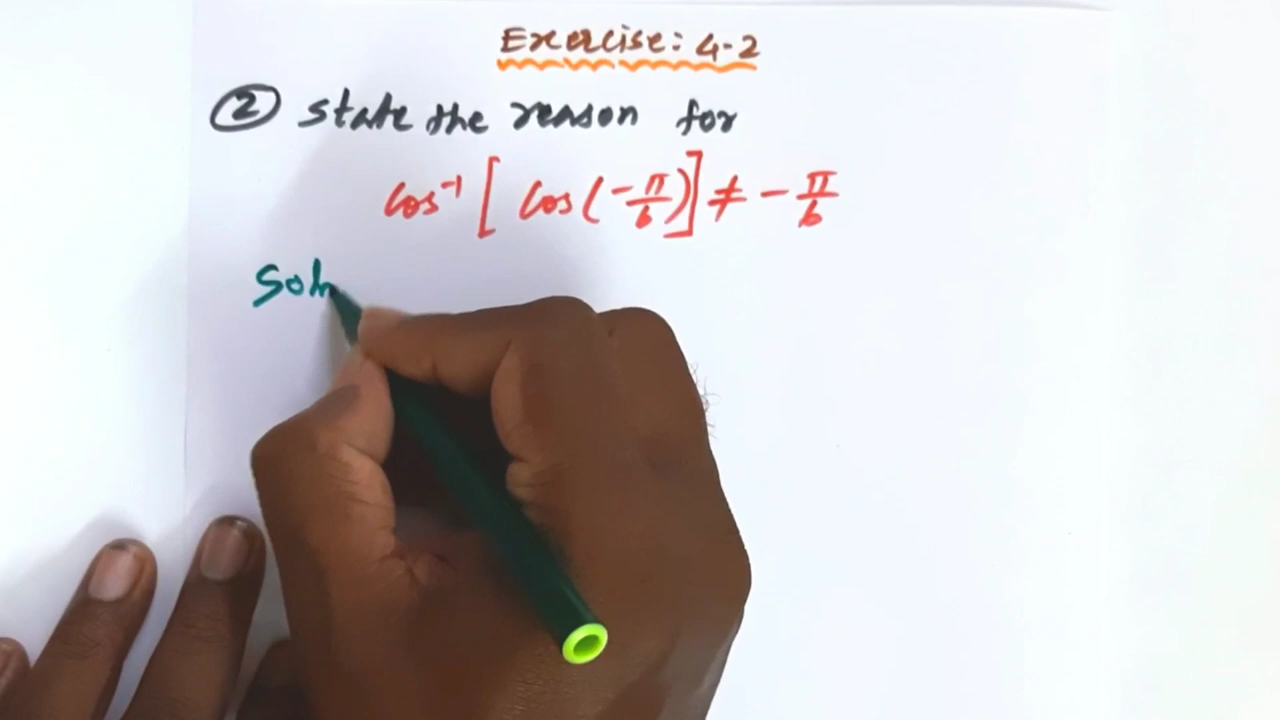 Exercise: 4-2
② state the reason for
cos⁻¹ [ cos(-π/6)] ≠ - π/6
Soln